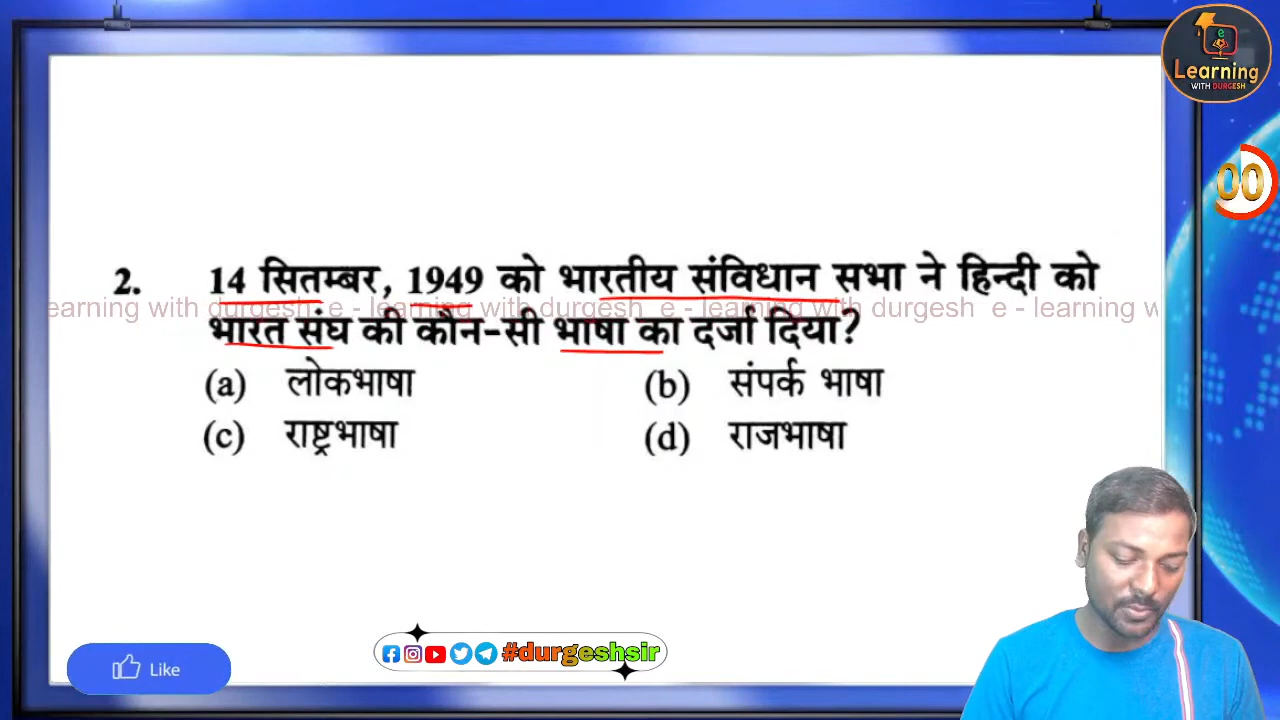 e
Learning
WITH DURGESH
00
2. 14 सितम्बर, 1949 को भारतीय संविधान सभा ने हिन्दी को
earning with durgesh e - learning with durgesh e - learning with durgesh e - learning w
भारत संघ की कौन-सी भाषा का दर्जा दिया?
(a) लोकभाषा (b) संपर्क भाषा
(c) राष्ट्रभाषा (d) राजभाषा
Like #durgeshsir